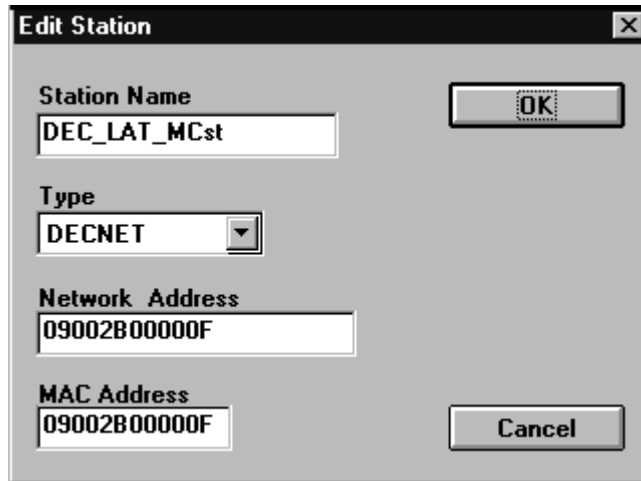 Edit Station
Station Name
DEC_LAT_MCst
OK
Type
DECNET
Network Address
09002B00000F
MAC Address
09002B00000F
Cancel